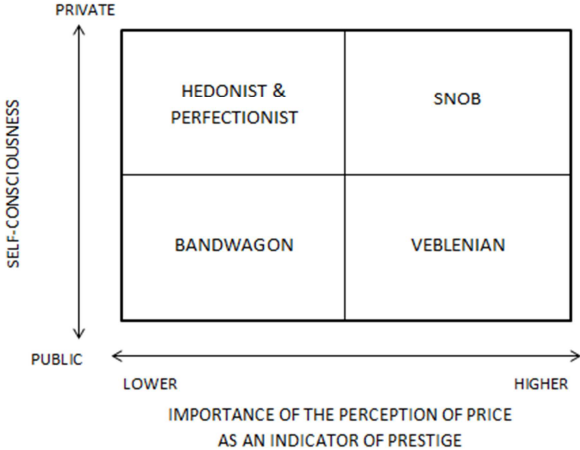 PRIVATE
SELF-CONSCIOUSNESS
HEDONIST &
PERFECTIONIST
SNOB
BANDWAGON
VEBLENIAN
PUBLIC
LOWER
HIGHER
IMPORTANCE OF THE PERCEPTION OF PRICE
AS AN INDICATOR OF PRESTIGE